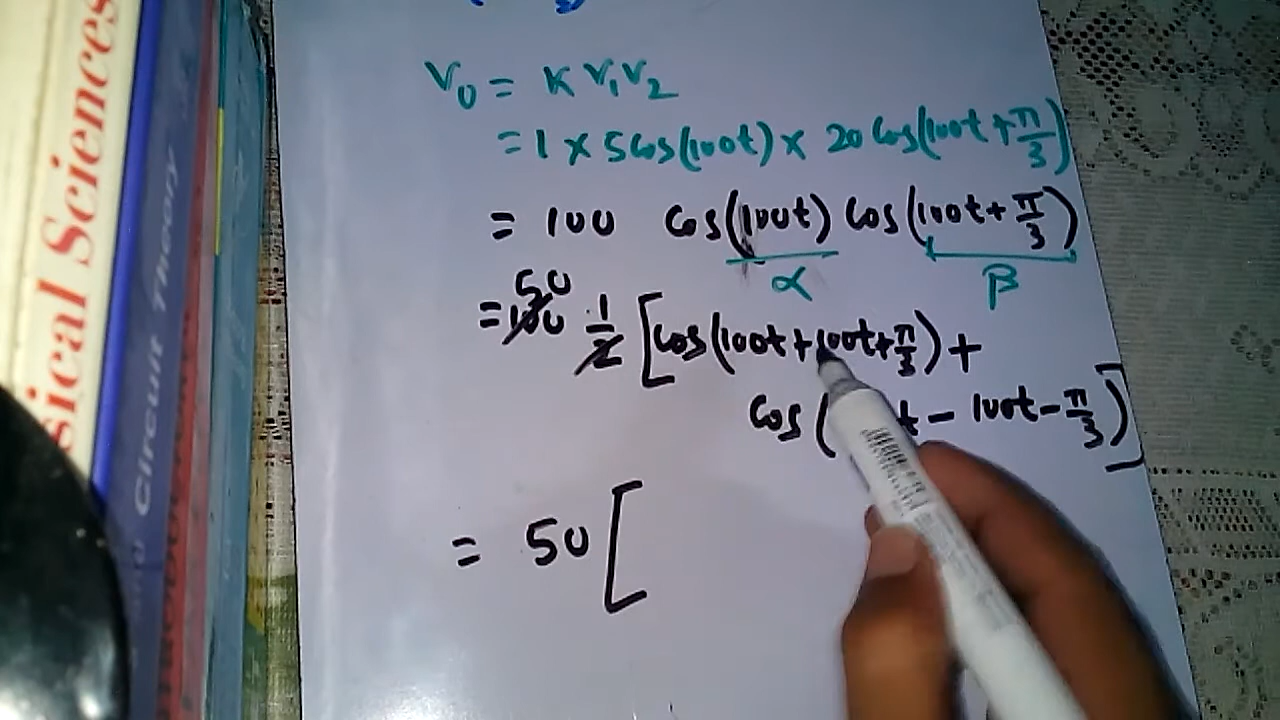 V0 = K V1 V2
= 1 × 5 cos(100t) × 20 cos(100t + π/3)
= 100 cos(100t) cos(100t + π/3)
α β
50
= 100 1/2 [cos(100t + 100t + π/3) +
cos( t - 100t - π/3)]
= 50 [
sical Sciences
Circuit Theory